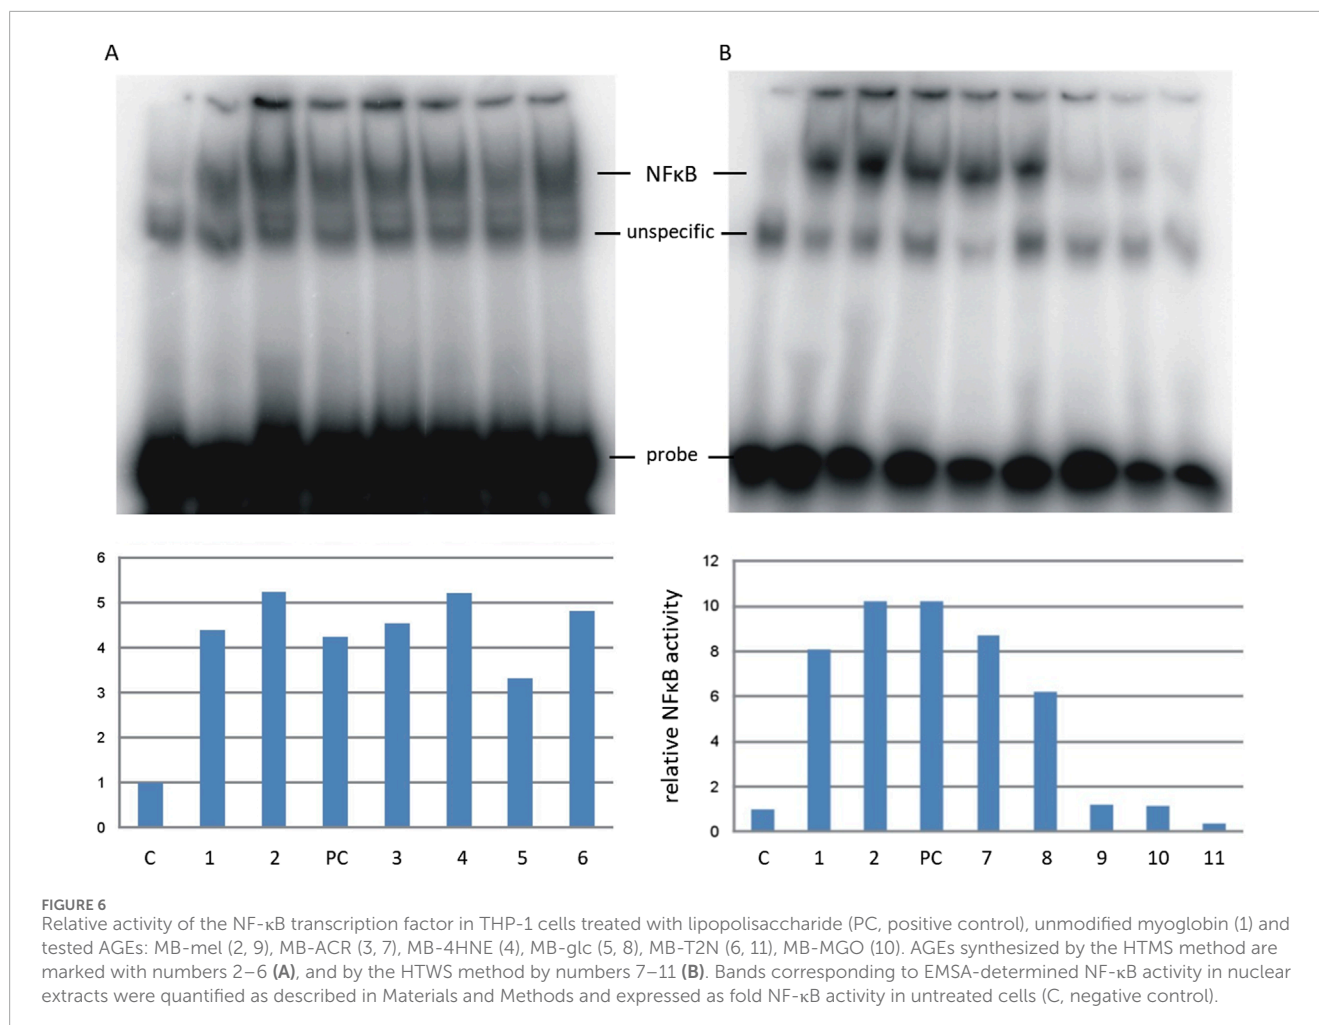 A
B
NFκB
unspecific
probe
6
5
4
3
2
1
0
C 1 2 PC 3 4 5 6
relative NFκB activity
12
10
8
6
4
2
0
C 1 2 PC 7 8 9 10 11
FIGURE 6
Relative activity of the NF-κB transcription factor in THP-1 cells treated with lipopolisaccharide (PC, positive control), unmodified myoglobin (1) and
tested AGEs: MB-mel (2, 9), MB-ACR (3, 7), MB-4HNE (4), MB-glc (5, 8), MB-T2N (6, 11), MB-MGO (10). AGEs synthesized by the HTMS method are
marked with numbers 2–6 (A), and by the HTWS method by numbers 7–11 (B). Bands corresponding to EMSA-determined NF-κB activity in nuclear
extracts were quantified as described in Materials and Methods and expressed as fold NF-κB activity in untreated cells (C, negative control).